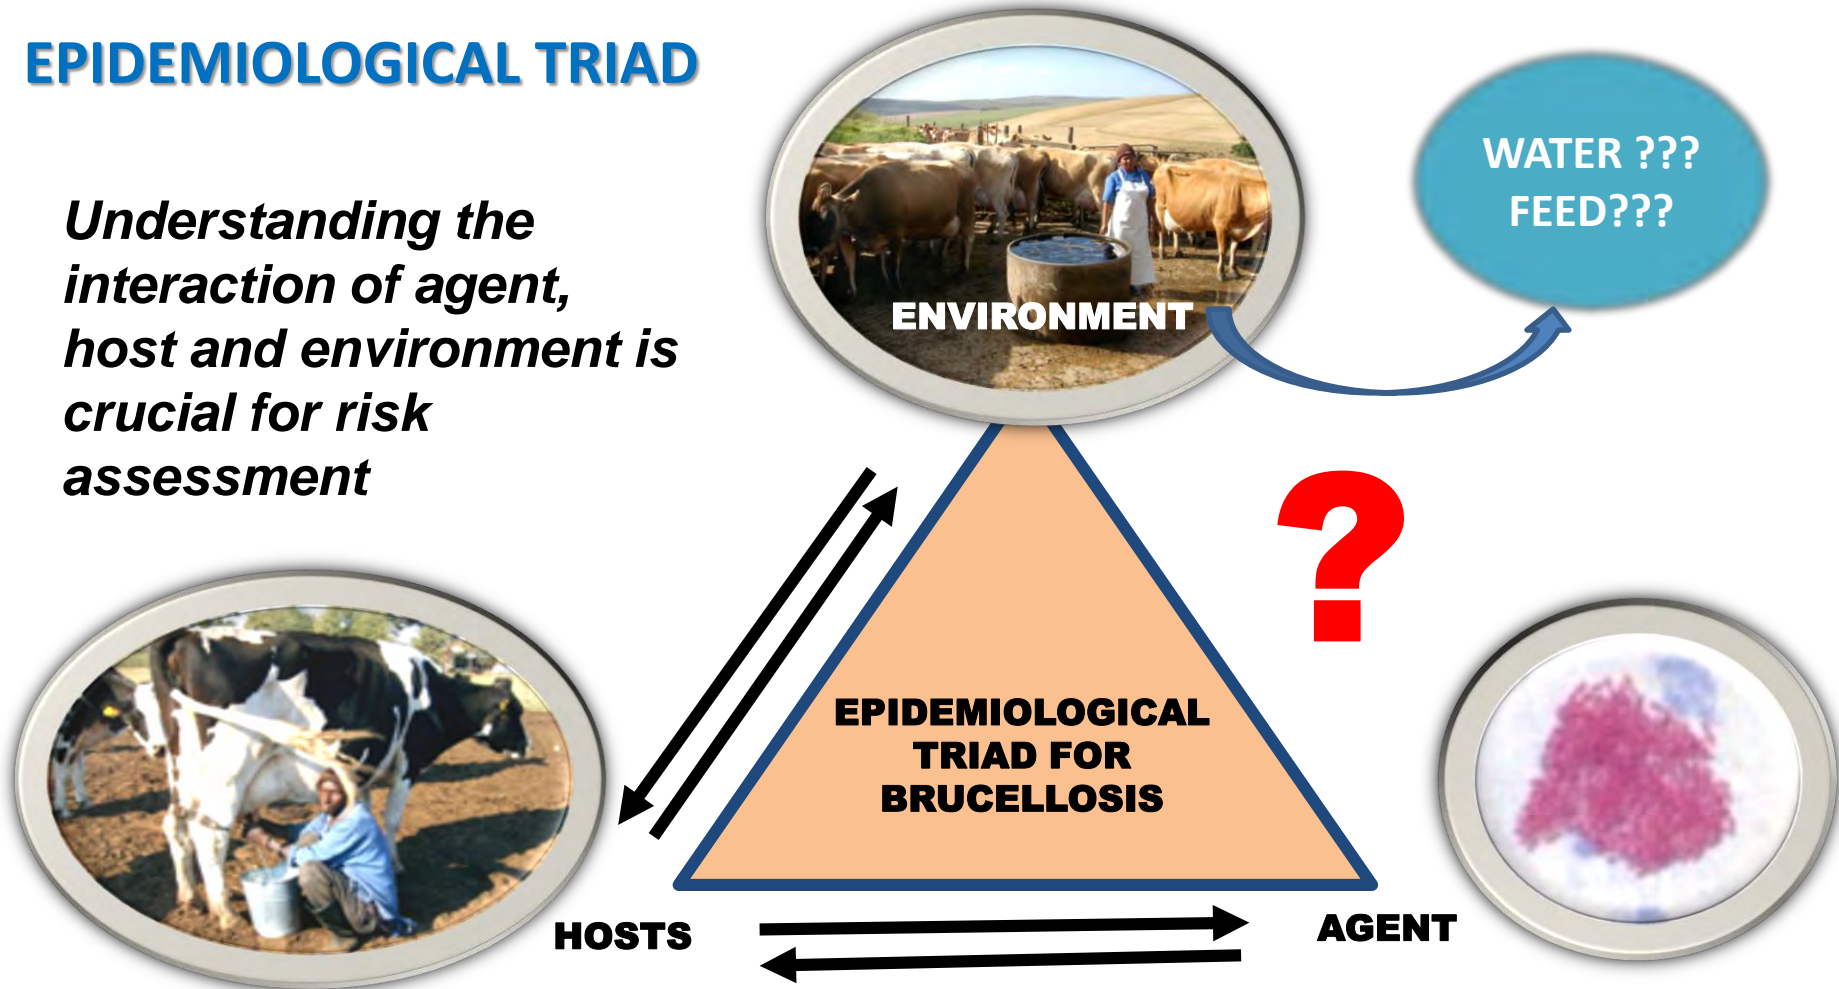 EPIDEMIOLOGICAL TRIAD
Understanding the
interaction of agent,
host and environment is
crucial for risk
assessment
ENVIRONMENT
WATER ???
FEED???
?
EPIDEMIOLOGICAL
TRIAD FOR
BRUCELLOSIS
HOSTS
AGENT